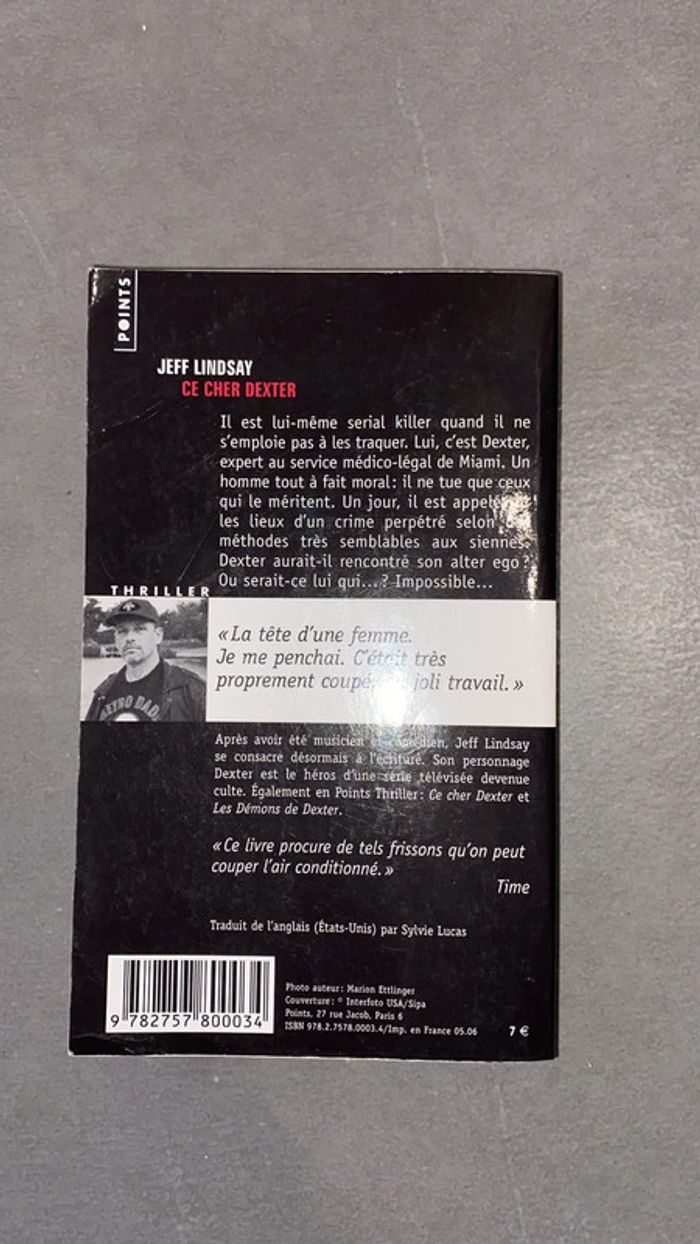 POINTS
JEFF LINDSAY
CE CHER DEXTER
Il est lui-même serial killer quand il ne
s'emploie pas à les traquer. Lui, c'est Dexter,
expert au service médico-légal de Miami. Un
homme tout à fait moral : il ne tue que ceux
qui le méritent. Un jour, il est
les lieux d'un crime perpétré selon
méthodes très semblables aux siennes.
Dexter aurait-il rencontré son alter ego ?
Ou serait-ce lui qui...? Impossible...
THRILLER
« La tête d'une femme.
Je me penchai. C'était très
proprement coupé, joli travail. »
Après avoir été musicien et comédien, Jeff Lindsay
se consacre désormais à l'écriture. Son personnage
Dexter est le héros d'une série télévisée devenue
culte. Également en Points Thriller : Ce cher Dexter et
Les Démons de Dexter.
« Ce livre procure de tels frissons qu'on peut
couper l'air conditionné. »
Time
Traduit de l'anglais (États-Unis) par Sylvie Lucas
9 782757 800034
Photo auteur : Marion Ettlinger
Couverture : © Interfoto USA/Sipa
Points, 27 rue Jacob, Paris 6
ISBN 978.2.7578.0003.4/Imp. en France 05.06
7 €